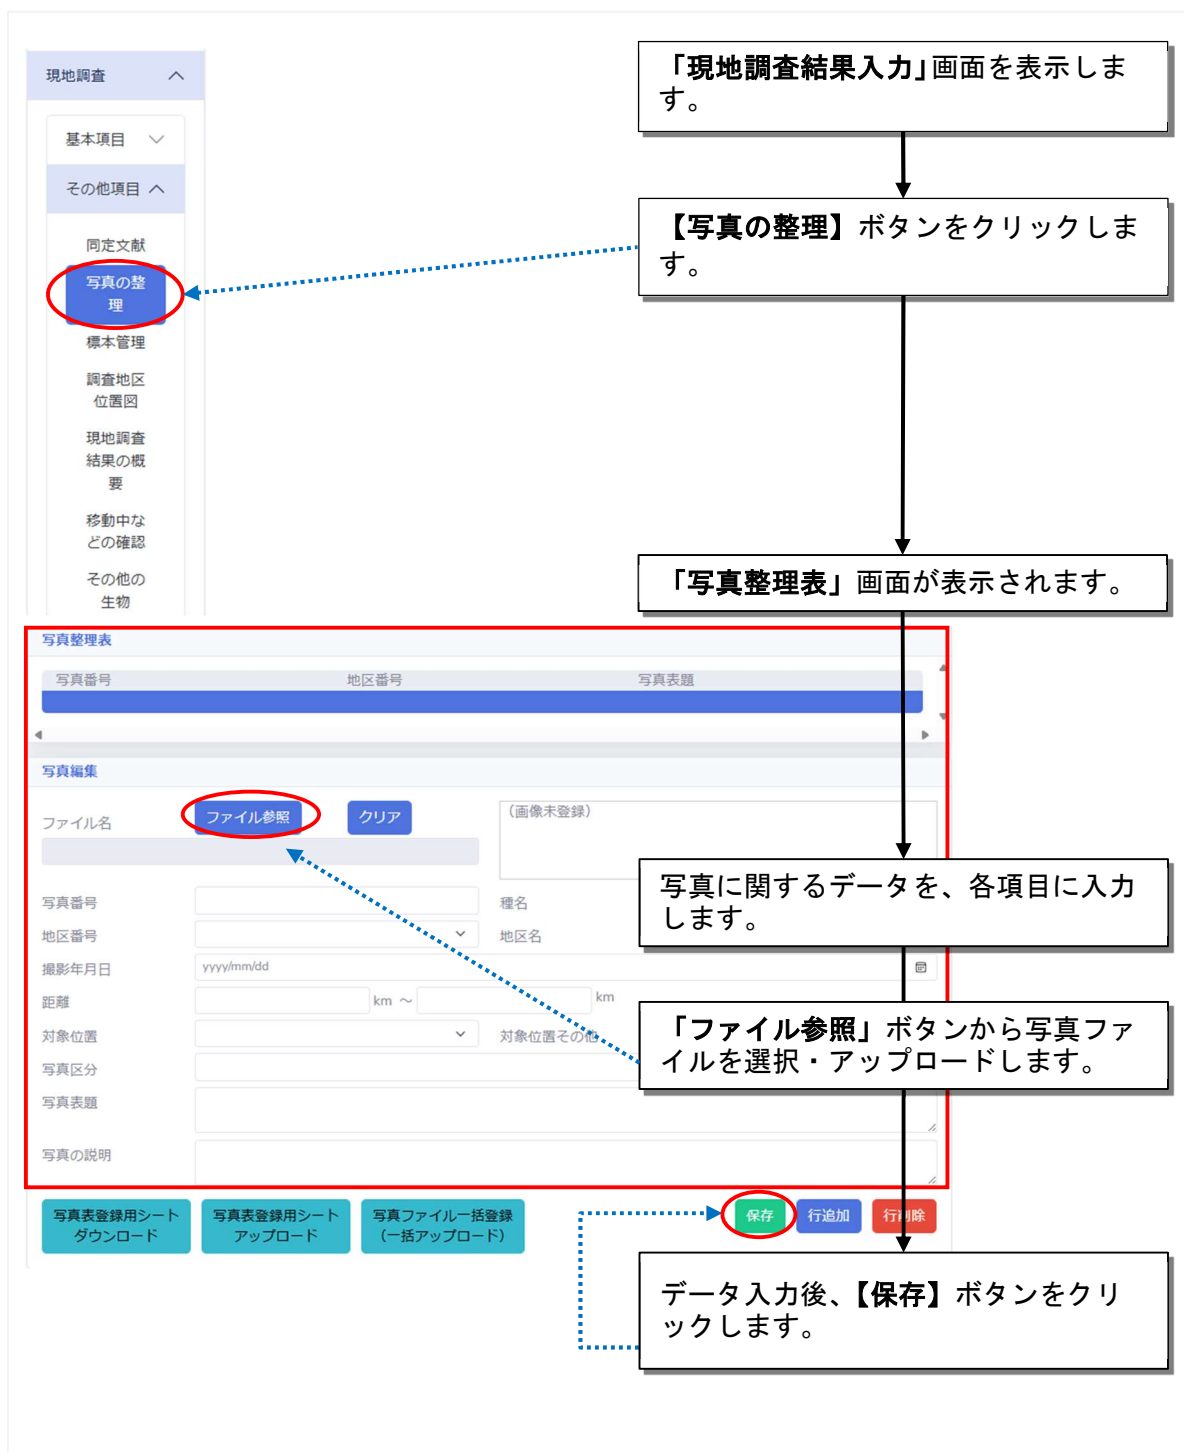 現地調査
基本項目
その他項目
同定文献
写真の整
理
標本管理
調査地区
位置図
現地調査
結果の概
要
移動中な
どの確認
その他の
生物
「現地調査結果入力」画面を表示しま
す。
【写真の整理】ボタンをクリックしま
す。
「写真整理表」画面が表示されます。
写真整理表
写真番号 地区番号 写真表題
写真編集
ファイル名 ファイル参照 クリア (画像未登録)
写真に関するデータを、各項目に入力
します。
写真番号 種名
地区番号 地区名
撮影年月日 yyyy/mm/dd
距離 km ～ km
対象位置 対象位置その他
「ファイル参照」ボタンから写真ファ
イルを選択・アップロードします。
写真区分
写真表題
写真の説明
写真表登録用シート
ダウンロード
写真表登録用シート
アップロード
写真ファイル一括登録
(一括アップロード)
保存 行追加 行削除
データ入力後、【保存】ボタンをクリ
ックします。